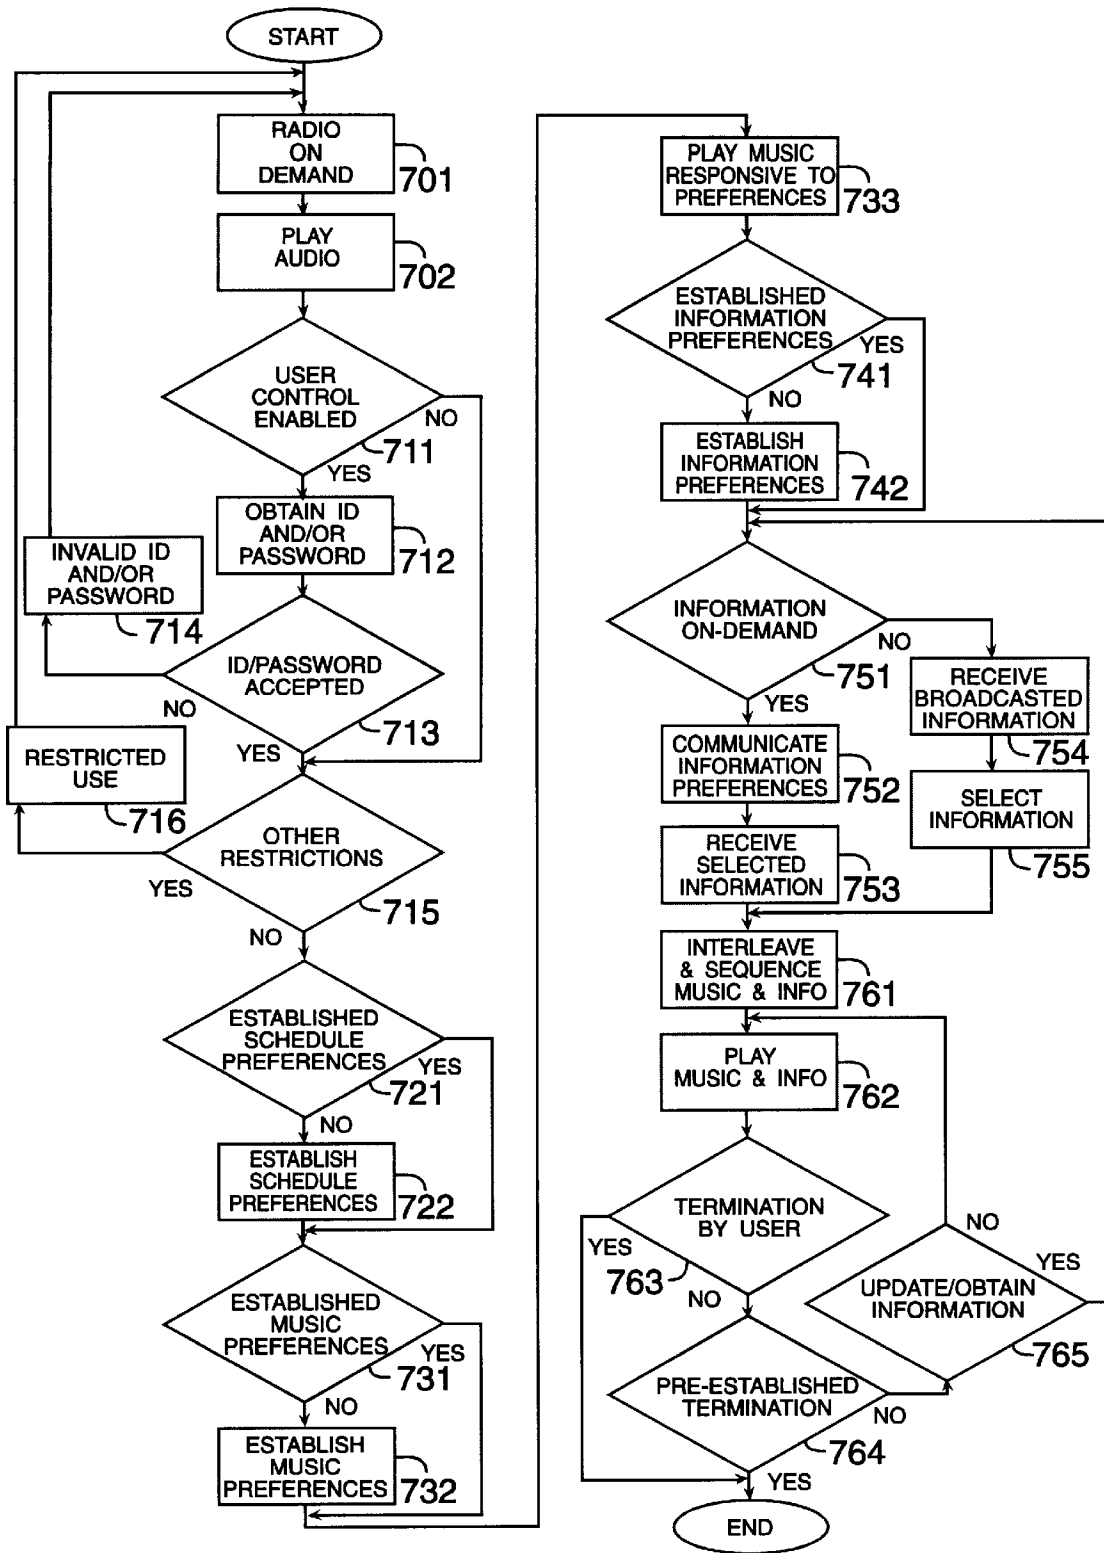 START
RADIO
ON
DEMAND
701
PLAY
AUDIO
702
USER
CONTROL
ENABLED
NO
711
YES
OBTAIN ID
AND/OR
PASSWORD
712
INVALID ID
AND/OR
PASSWORD
714
ID/PASSWORD
ACCEPTED
NO
713
YES
RESTRICTED
USE
716
OTHER
RESTRICTIONS
YES
715
NO
ESTABLISHED
SCHEDULE
PREFERENCES
YES
721
NO
ESTABLISH
SCHEDULE
PREFERENCES
722
ESTABLISHED
MUSIC
PREFERENCES
YES
731
NO
ESTABLISH
MUSIC
PREFERENCES
732
PLAY MUSIC
RESPONSIVE TO
PREFERENCES
733
ESTABLISHED
INFORMATION
PREFERENCES
YES
741
NO
ESTABLISH
INFORMATION
PREFERENCES
742
INFORMATION
ON-DEMAND
NO
751
YES
RECEIVE
BROADCASTED
INFORMATION
754
COMMUNICATE
INFORMATION
PREFERENCES
752
SELECT
INFORMATION
755
RECEIVE
SELECTED
INFORMATION
753
INTERLEAVE
& SEQUENCE
MUSIC & INFO
761
PLAY
MUSIC & INFO
762
TERMINATION
BY USER
YES
763
NO
NO
YES
UPDATE/OBTAIN
INFORMATION
765
PRE-ESTABLISHED
TERMINATION
NO
764
YES
END